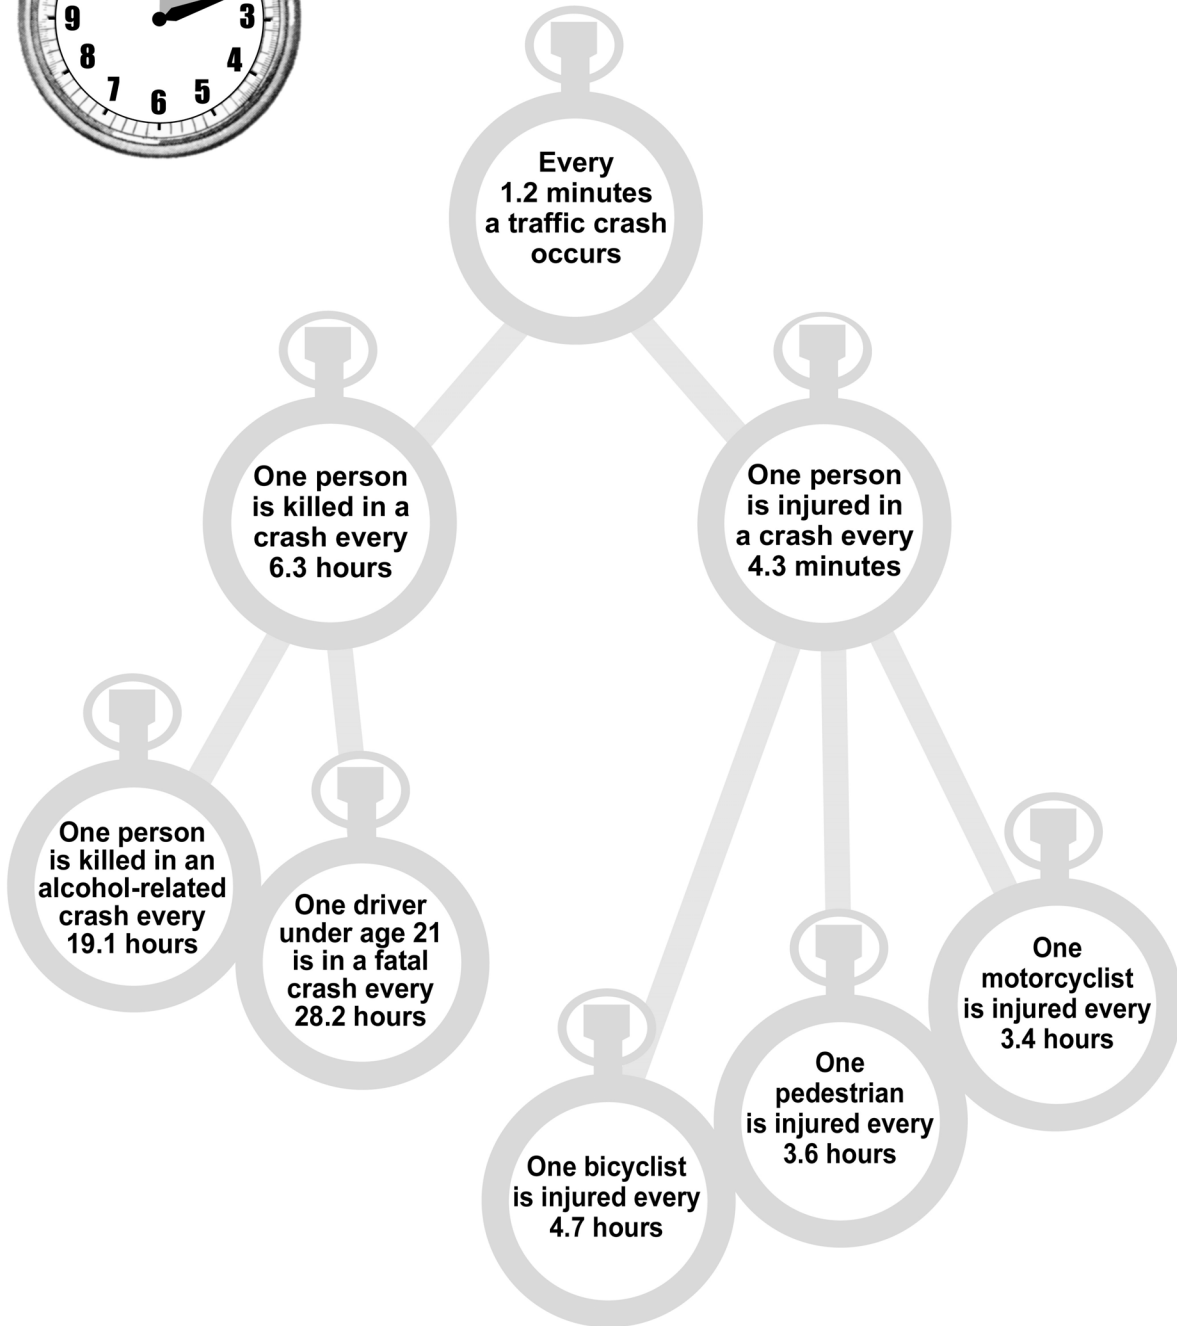 9
3
8
4
7
5
6
Every
1.2 minutes
a traffic crash
occurs
One person
is killed in a
crash every
6.3 hours
One person
is injured in
a crash every
4.3 minutes
One person
is killed in an
alcohol-related
crash every
19.1 hours
One driver
under age 21
is in a fatal
crash every
28.2 hours
One bicyclist
is injured every
4.7 hours
One
pedestrian
is injured every
3.6 hours
One
motorcyclist
is injured every
3.4 hours